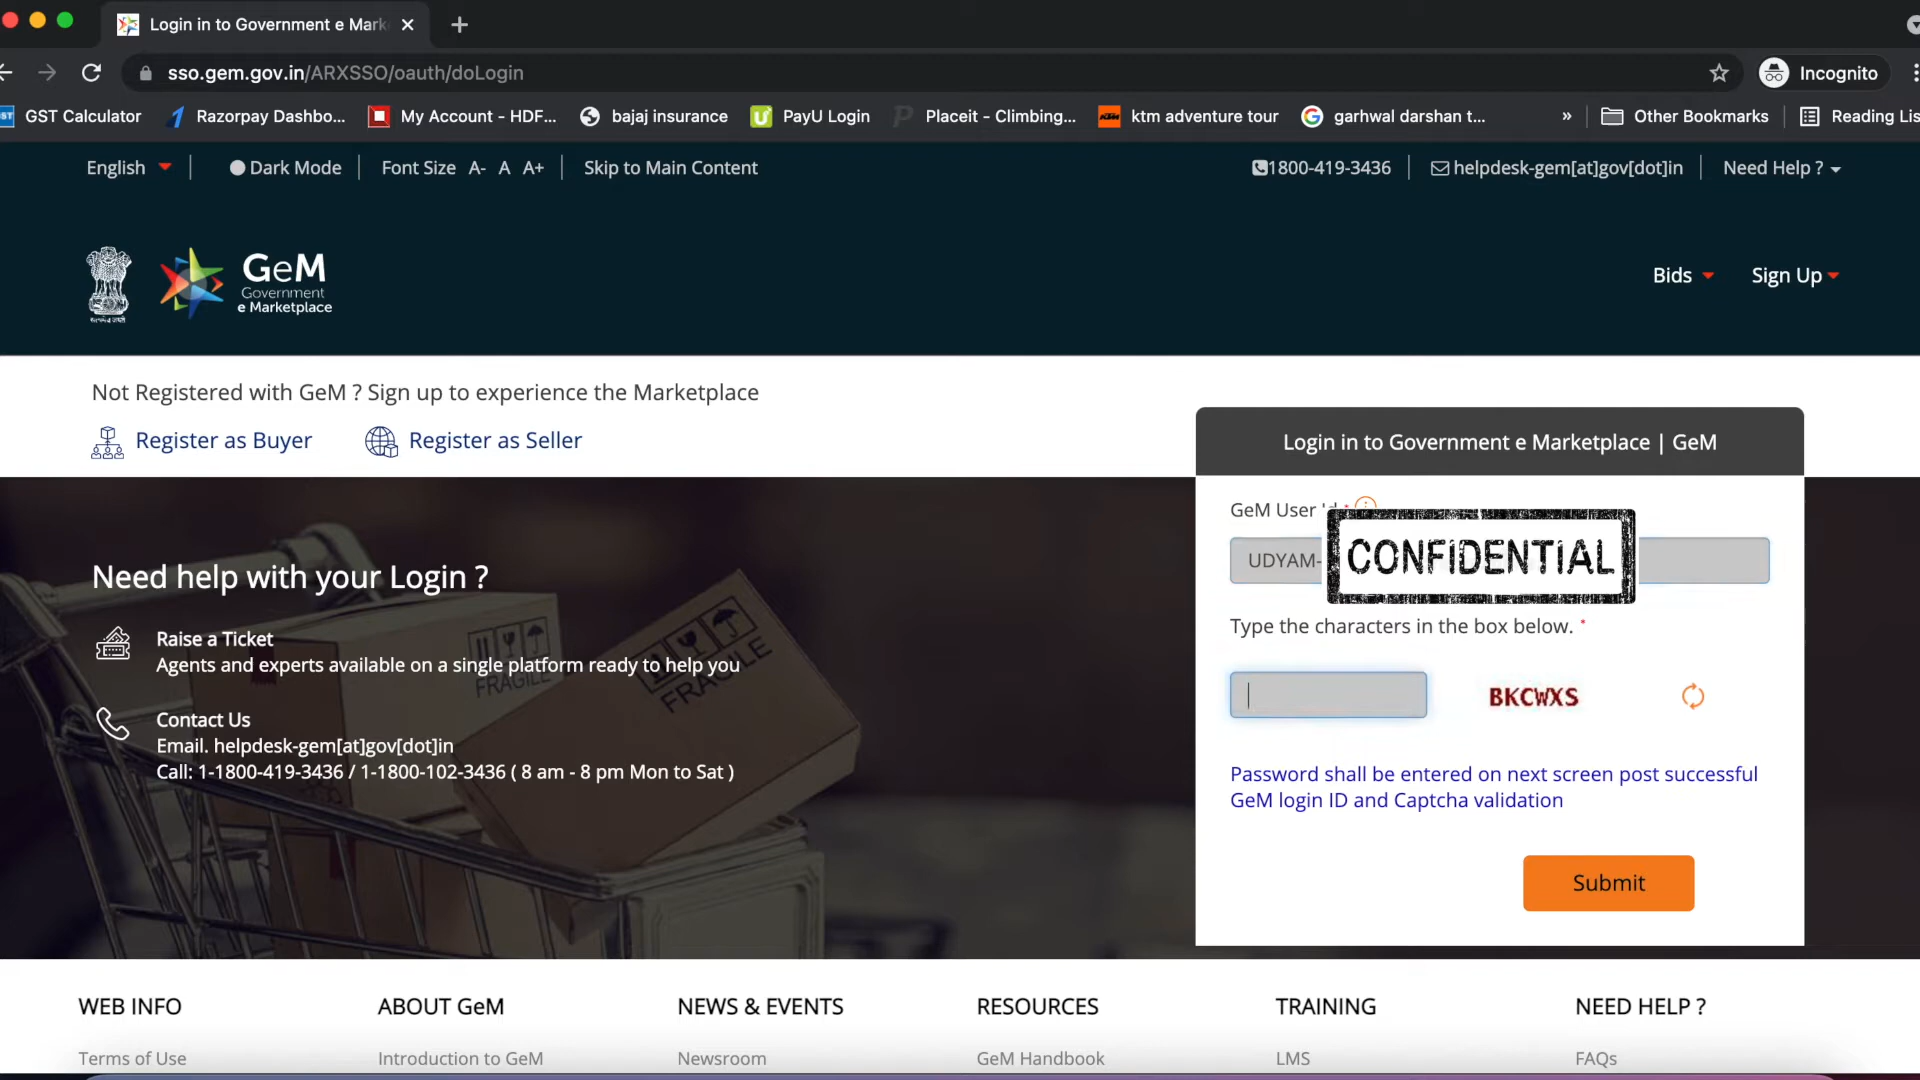 Login in to Government e Mark
sso.gem.gov.in/ARXSSO/oauth/doLogin
Incognito
GST Calculator
Razorpay Dashbo...
My Account - HDF...
bajaj insurance
PayU Login
Placeit - Climbing...
ktm adventure tour
garhwal darshan t...
»
Other Bookmarks
Reading Lis
English
Dark Mode
Font Size A- A A+
Skip to Main Content
1800-419-3436
helpdesk-gem[at]gov[dot]in
Need Help ?
GeM
Government
e Marketplace
Bids
Sign Up
Not Registered with GeM ? Sign up to experience the Marketplace
Register as Buyer
Register as Seller
Login in to Government e Marketplace | GeM
GeM User Id *
UDYAM-
CONFIDENTIAL
Type the characters in the box below. *
BKCWXS
Password shall be entered on next screen post successful
GeM login ID and Captcha validation
Submit
Need help with your Login ?
Raise a Ticket
Agents and experts available on a single platform ready to help you
Contact Us
Email. helpdesk-gem[at]gov[dot]in
Call: 1-1800-419-3436 / 1-1800-102-3436 ( 8 am - 8 pm Mon to Sat )
FRAGILE
FRAGILE
WEB INFO
ABOUT GeM
NEWS & EVENTS
RESOURCES
TRAINING
NEED HELP ?
Terms of Use
Introduction to GeM
Newsroom
GeM Handbook
LMS
FAQs